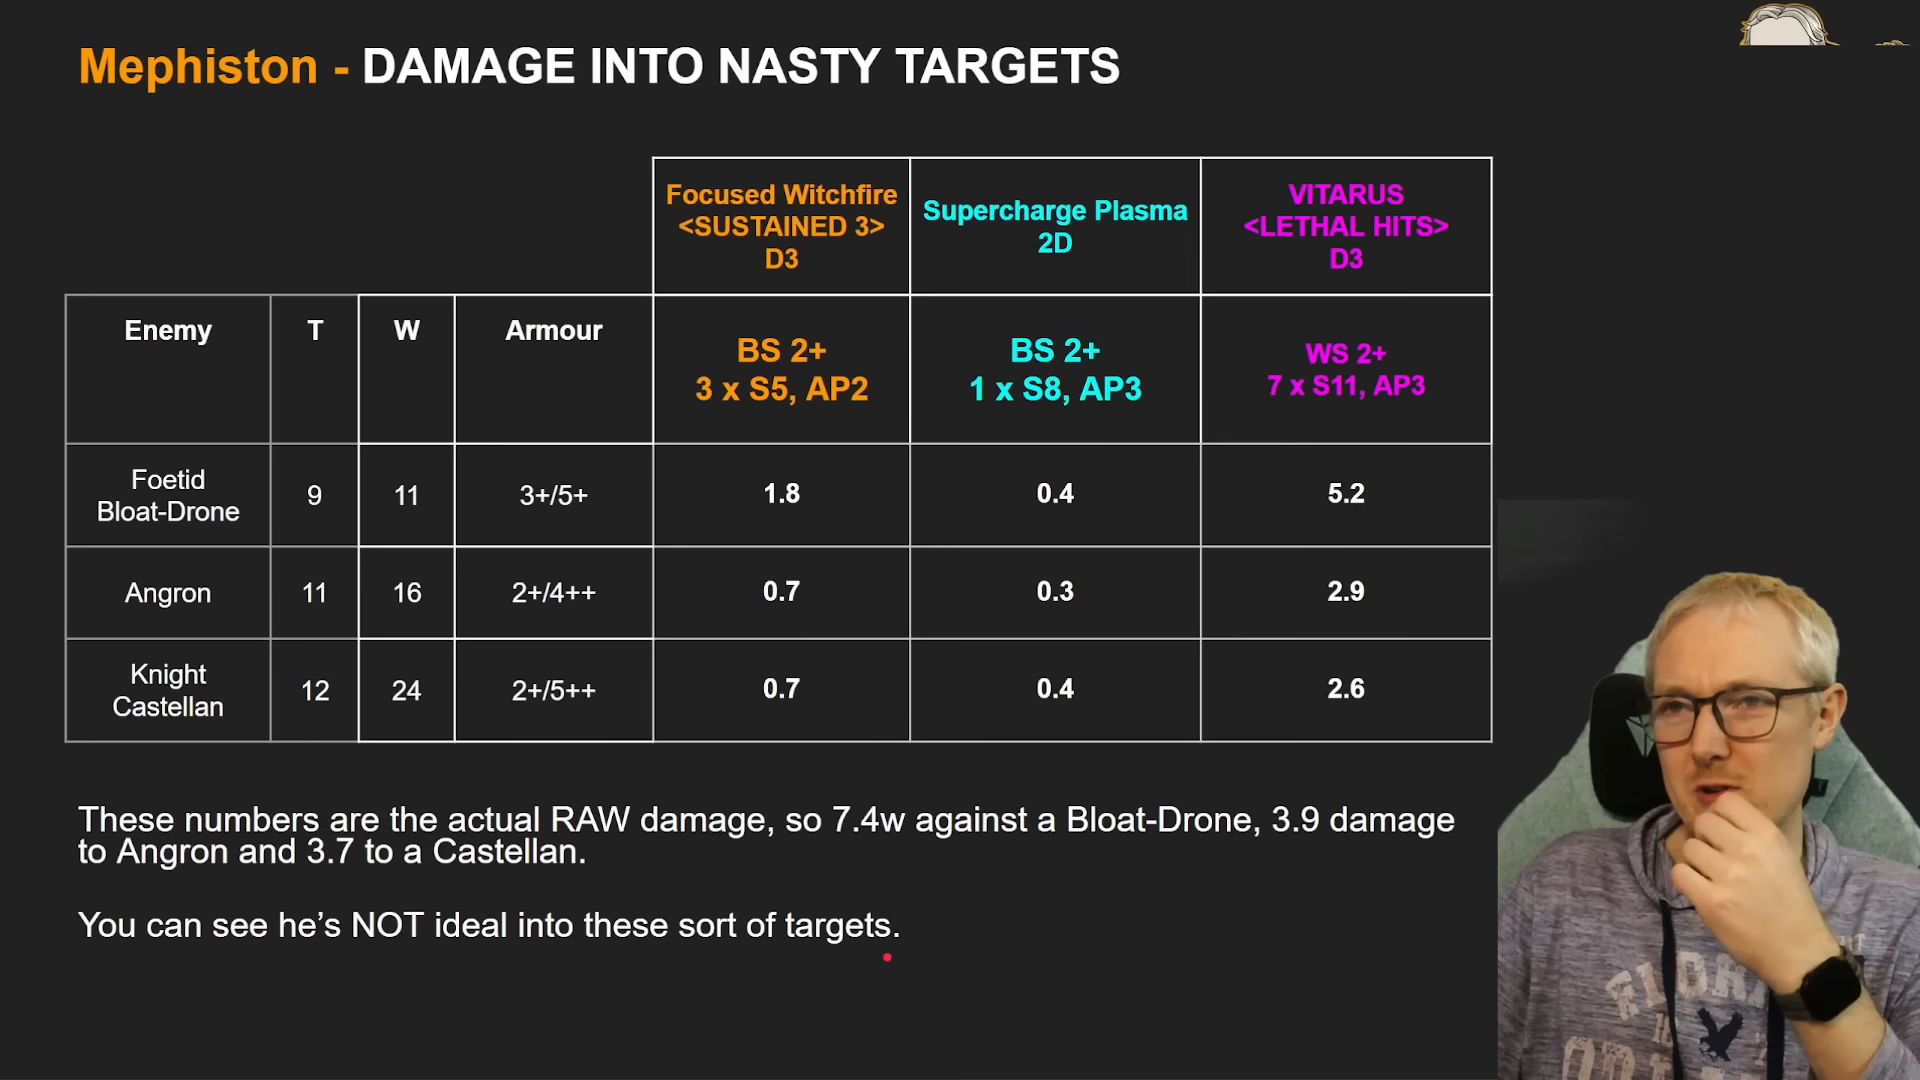 Mephiston - DAMAGE INTO NASTY TARGETS
Focused Witchfire
<SUSTAINED 3>
D3
Supercharge Plasma
2D
VITARUS
<LETHAL HITS>
D3
Enemy
T
W
Armour
BS 2+
3 x S5, AP2
BS 2+
1 x S8, AP3
WS 2+
7 x S11, AP3
Foetid
Bloat-Drone
9
11
3+/5+
1.8
0.4
5.2
Angron
11
16
2+/4++
0.7
0.3
2.9
Knight
Castellan
12
24
2+/5++
0.7
0.4
2.6
These numbers are the actual RAW damage, so 7.4w against a Bloat-Drone, 3.9 damage
to Angron and 3.7 to a Castellan.
You can see he's NOT ideal into these sort of targets.